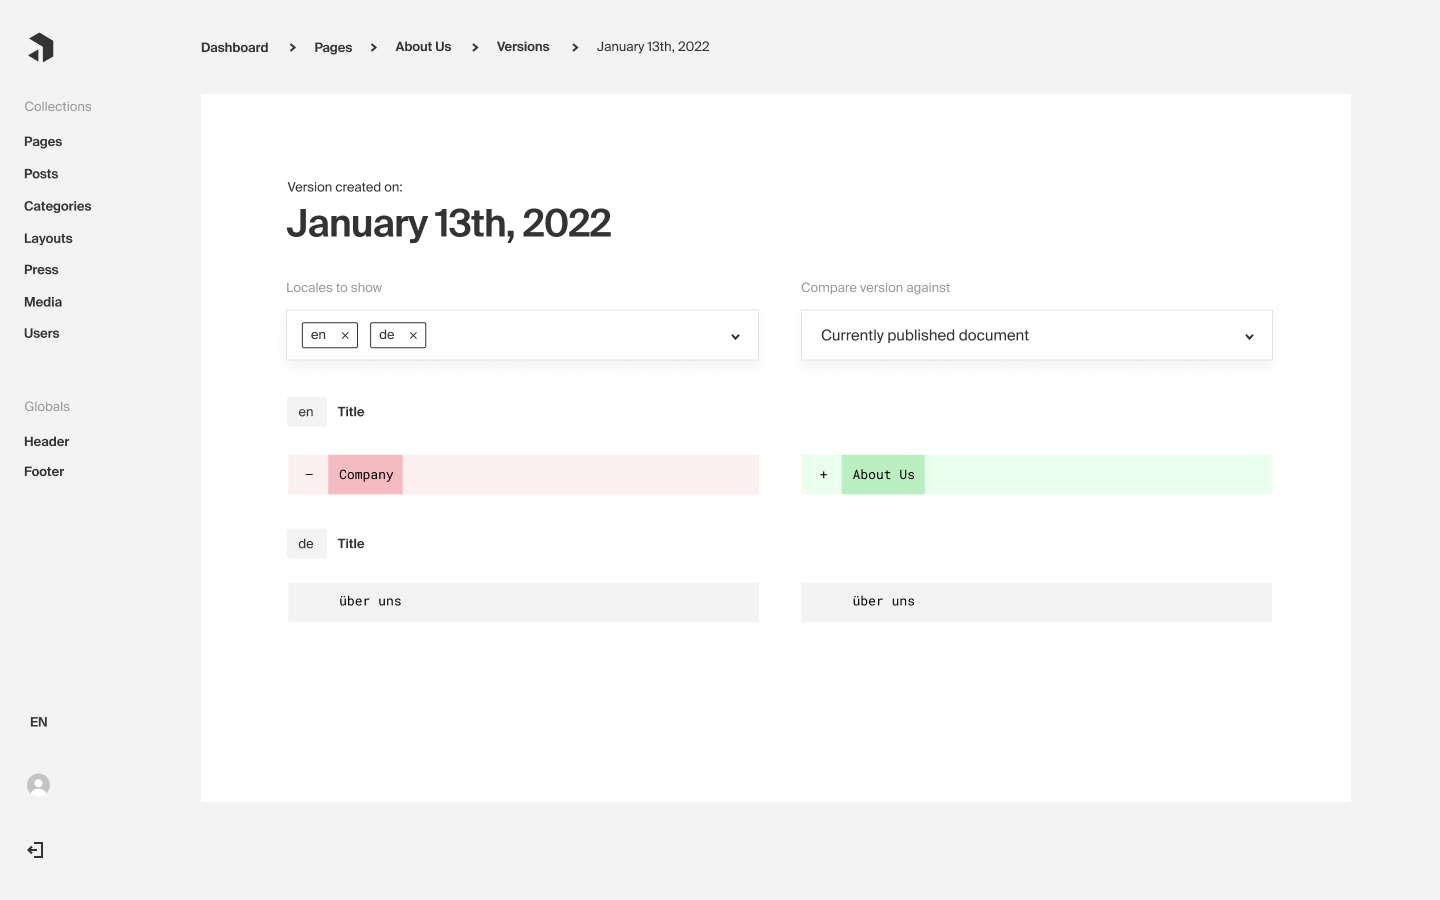 Dashboard > Pages > About Us > Versions > January 13th, 2022
Collections
Pages
Posts
Categories
Layouts
Press
Media
Users
Globals
Header
Footer
EN
Version created on:
January 13th, 2022
Locales to show
en × de ×
Compare version against
Currently published document
en Title
− Company
+ About Us
de Title
über uns
über uns